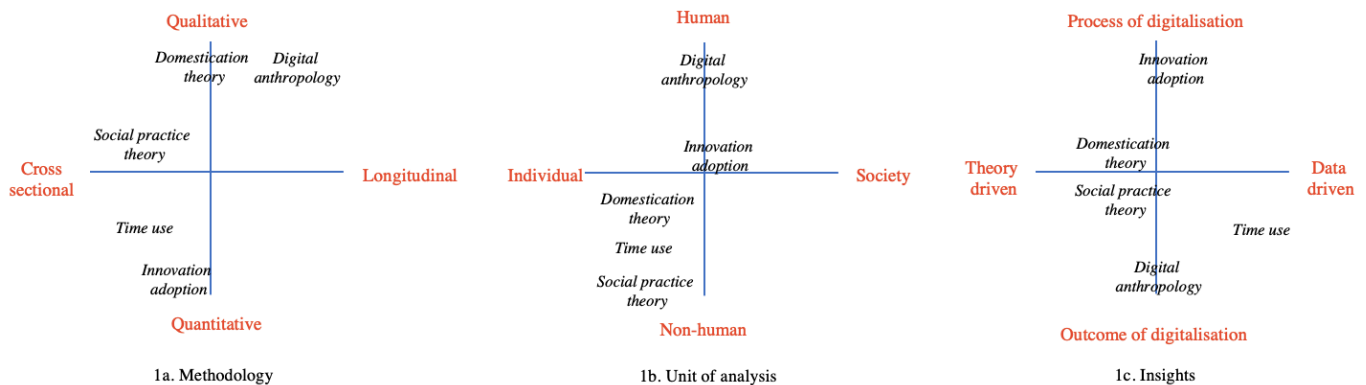 Qualitative
Domestication
theory
Digital
anthropology
Social practice
theory
Cross
sectional
Longitudinal
Time use
Innovation
adoption
Quantitative
1a. Methodology
Human
Digital
anthropology
Innovation
adoption
Individual
Society
Domestication
theory
Time use
Social practice
theory
Non-human
1b. Unit of analysis
Process of digitalisation
Innovation
adoption
Domestication
theory
Theory
driven
Data
driven
Social practice
theory
Time use
Digital
anthropology
Outcome of digitalisation
1c. Insights